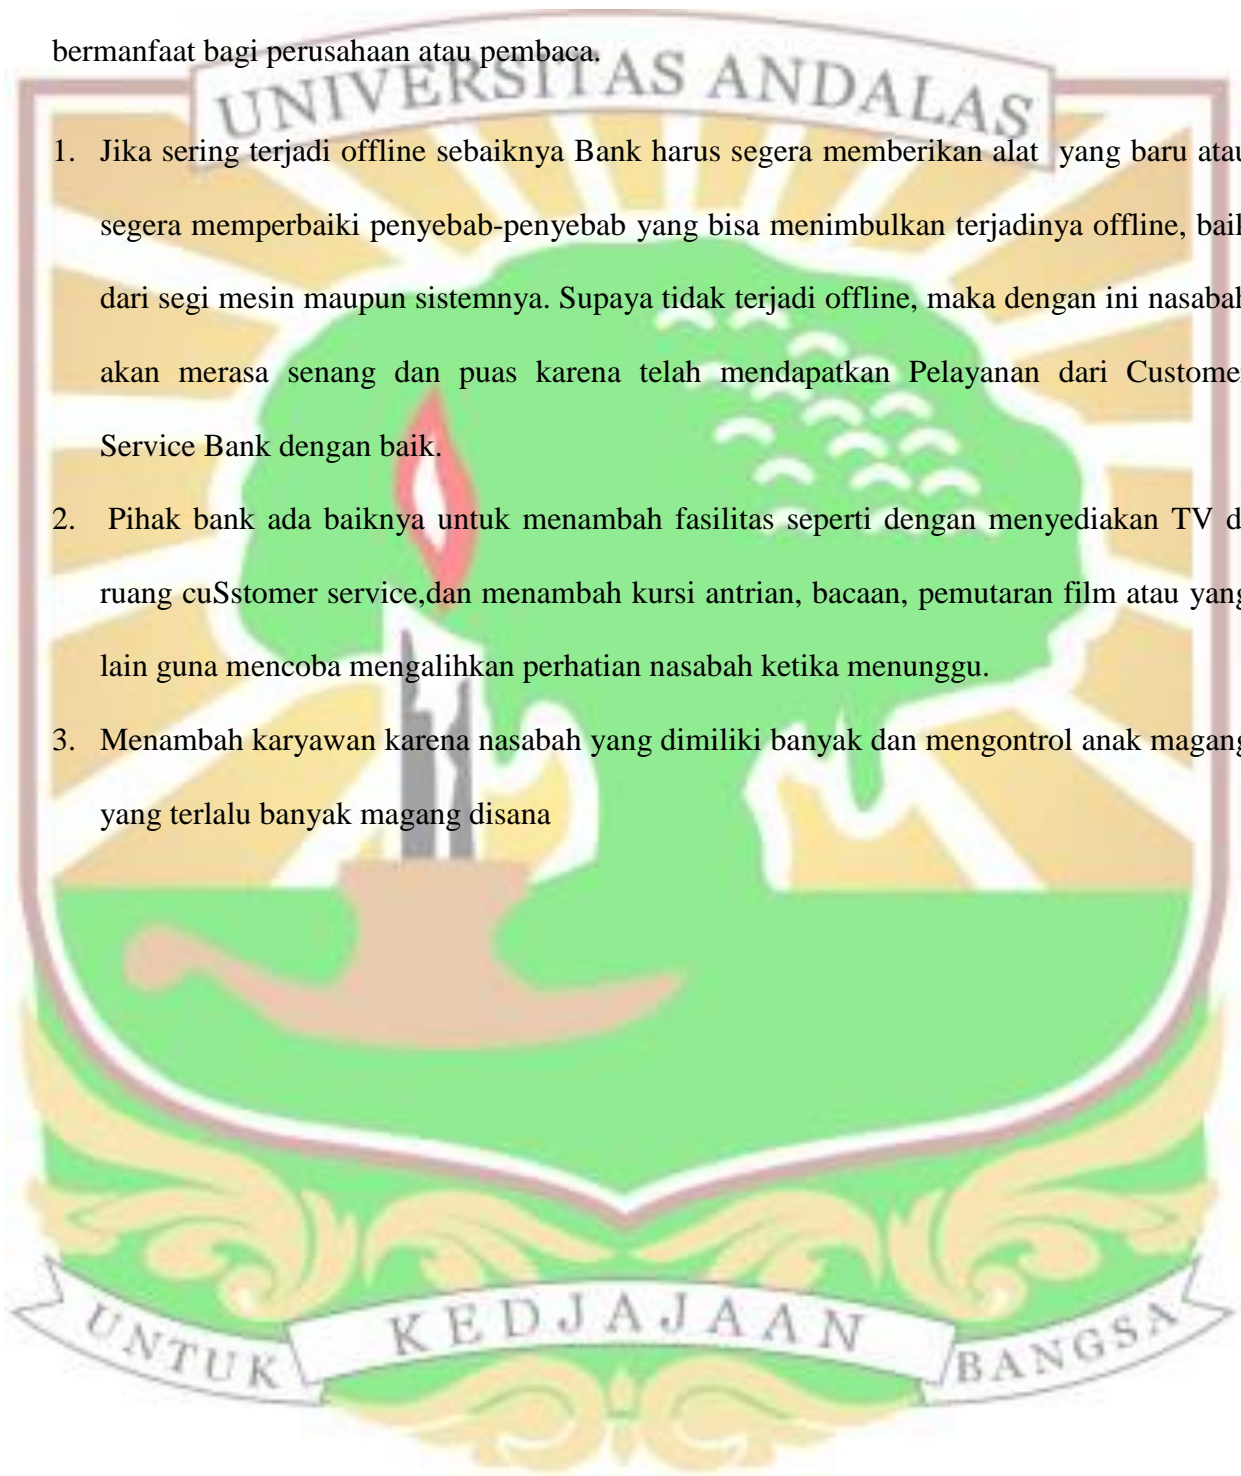 bermanfaat bagi perusahaan atau pembaca.
UNIVERSITAS ANDALAS
1. Jika sering terjadi offline sebaiknya Bank harus segera memberikan alat yang baru atau
segera memperbaiki penyebab-penyebab yang bisa menimbulkan terjadinya offline, baik
dari segi mesin maupun sistemnya. Supaya tidak terjadi offline, maka dengan ini nasabah
akan merasa senang dan puas karena telah mendapatkan Pelayanan dari Customer
Service Bank dengan baik.
2. Pihak bank ada baiknya untuk menambah fasilitas seperti dengan menyediakan TV di
ruang cuSstomer service,dan menambah kursi antrian, bacaan, pemutaran film atau yang
lain guna mencoba mengalihkan perhatian nasabah ketika menunggu.
3. Menambah karyawan karena nasabah yang dimiliki banyak dan mengontrol anak magang
yang terlalu banyak magang disana
UNTUK KEDJAJAAN BANGSA